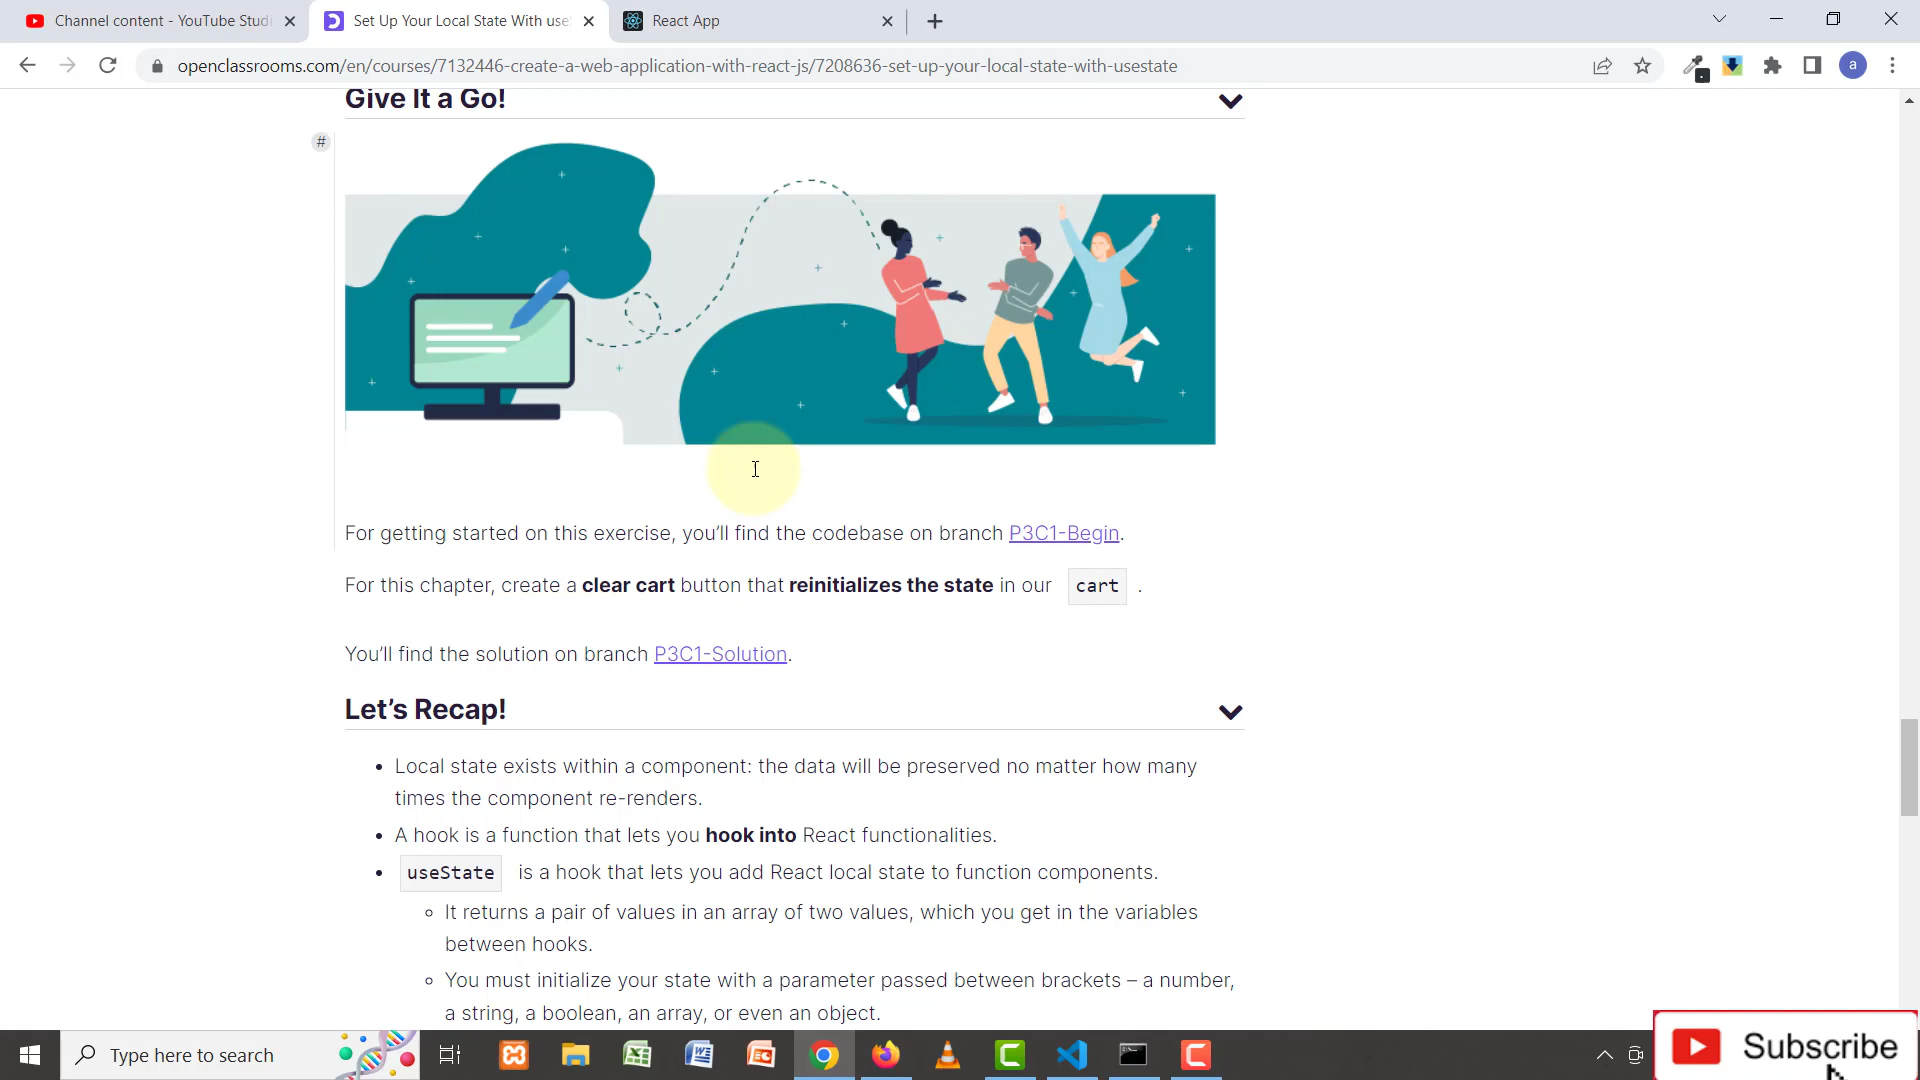 Channel content - YouTube Studi
Set Up Your Local State With use
React App
openclassrooms.com/en/courses/7132446-create-a-web-application-with-react-js/7208636-set-up-your-local-state-with-usestate
a
Give It a Go!
#
For getting started on this exercise, you'll find the codebase on branch P3C1-Begin.
For this chapter, create a clear cart button that reinitializes the state in our cart .
You'll find the solution on branch P3C1-Solution.
Let's Recap!
• Local state exists within a component: the data will be preserved no matter how many
times the component re-renders.
• A hook is a function that lets you hook into React functionalities.
• useState is a hook that lets you add React local state to function components.
◦ It returns a pair of values in an array of two values, which you get in the variables
between hooks.
◦ You must initialize your state with a parameter passed between brackets – a number,
a string, a boolean, an array, or even an object.
Type here to search
Subscribe